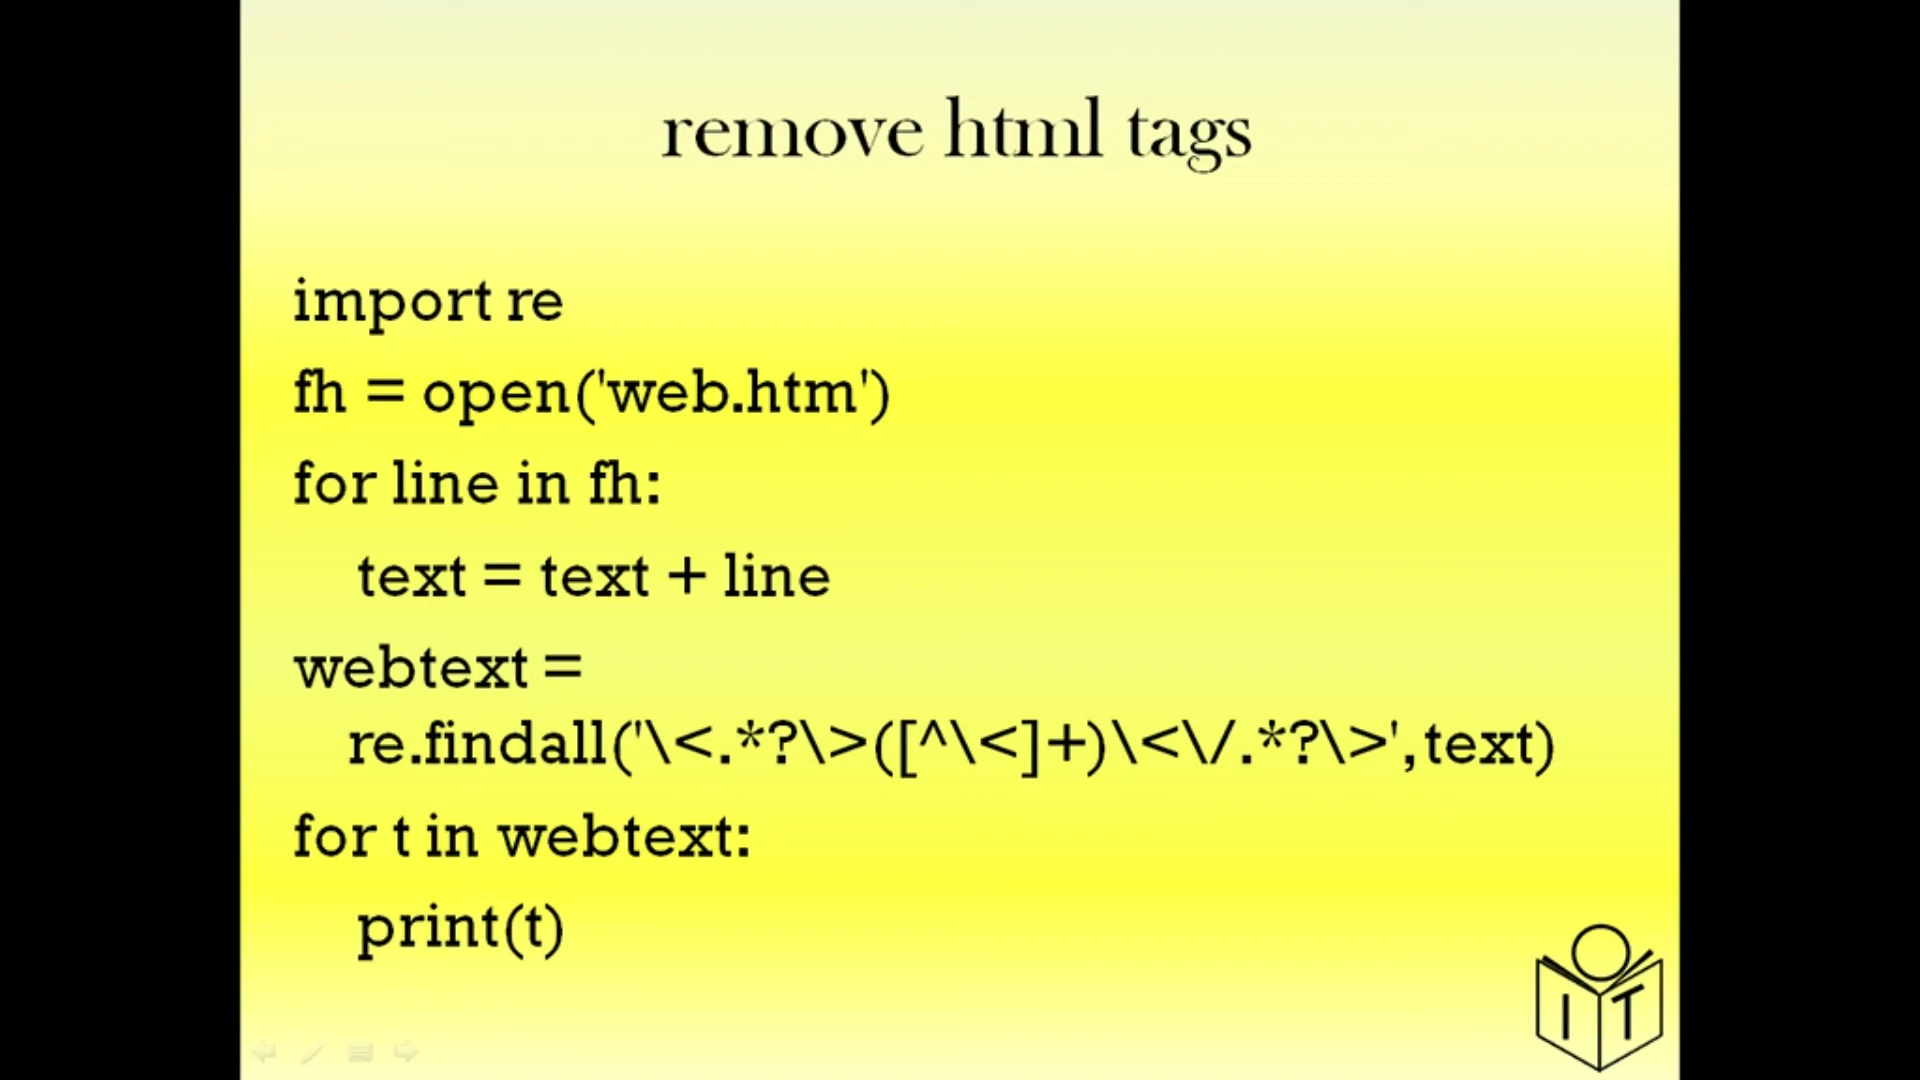 remove html tags
import re
fh = open('web.htm')
for line in fh:
text = text + line
webtext =
re.findall('\<.*?\>([^\<]+)\<\/.*?\>',text)
for t in webtext:
print(t)
IT